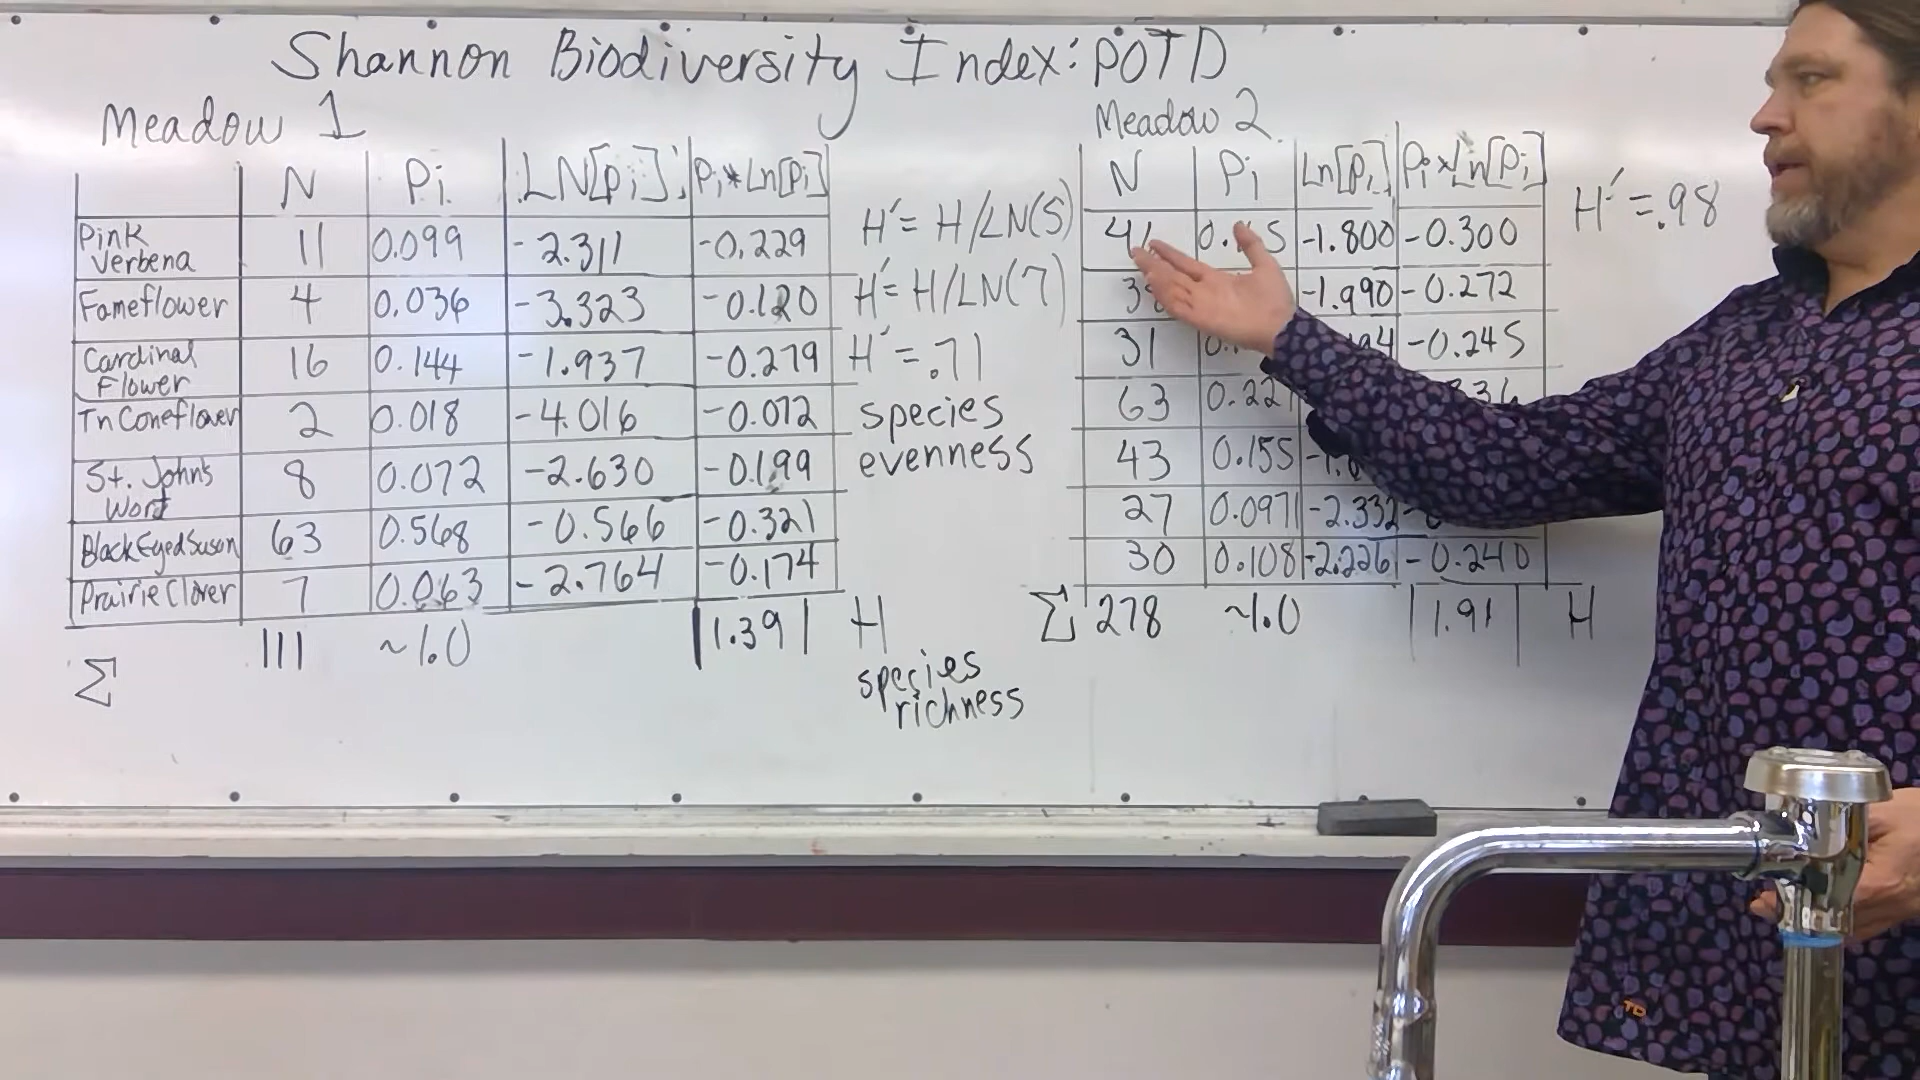 Shannon Biodiversity Index: POTD
Meadow 1
N Pi LN[pi] Pi*Ln[pi]
Pink Verbena 11 0.099 -2.311 -0.229
Fameflower 4 0.036 -3.323 -0.120
Cardinal Flower 16 0.144 -1.937 -0.279
Tn Coneflower 2 0.018 -4.016 -0.072
St. John's Wort 8 0.072 -2.630 -0.199
Black Eyed Susan 63 0.568 -0.566 -0.321
Prairie Clover 7 0.063 -2.764 -0.174
Σ 111 ~1.0 |1.39| H
species
richness
H' = H/LN(S)
H' = H/LN(7)
H' = .71
species
evenness
Meadow 2
N Pi Ln[pi] Pi*Ln[pi]
-1.800 -0.300
-1.990 -0.272
31 -0.245
63
43 0.155
27 0.097 -2.332
30 0.108 -2.226 -0.240
Σ 278 ~1.0 |1.91| H
H' = .98
TD